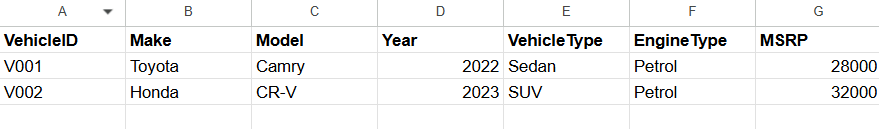 A B C D E F G
VehicleID Make Model Year VehicleType EngineType MSRP
V001 Toyota Camry 2022 Sedan Petrol 28000
V002 Honda CR-V 2023 SUV Petrol 32000